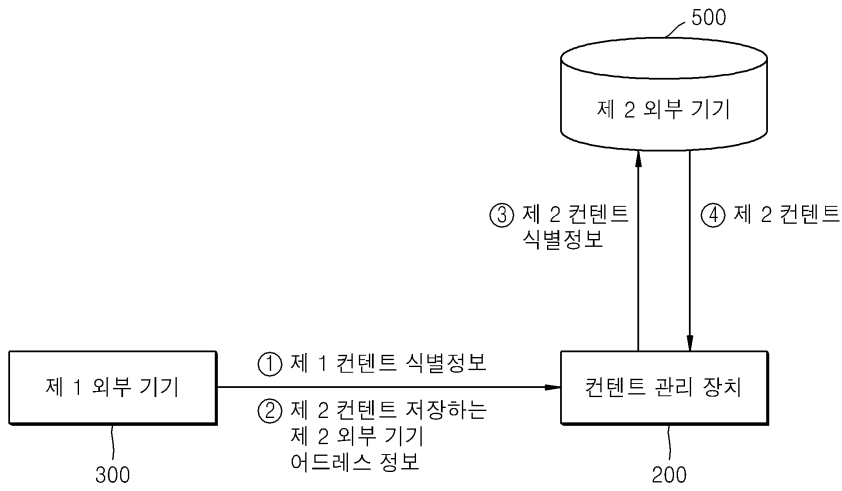 500
제 2 외부 기기
③ 제 2 컨텐트
식별정보
④ 제 2 컨텐트
제 1 외부 기기
300
① 제 1 컨텐트 식별정보
② 제 2 컨텐트 저장하는
제 2 외부 기기
어드레스 정보
컨텐트 관리 장치
200